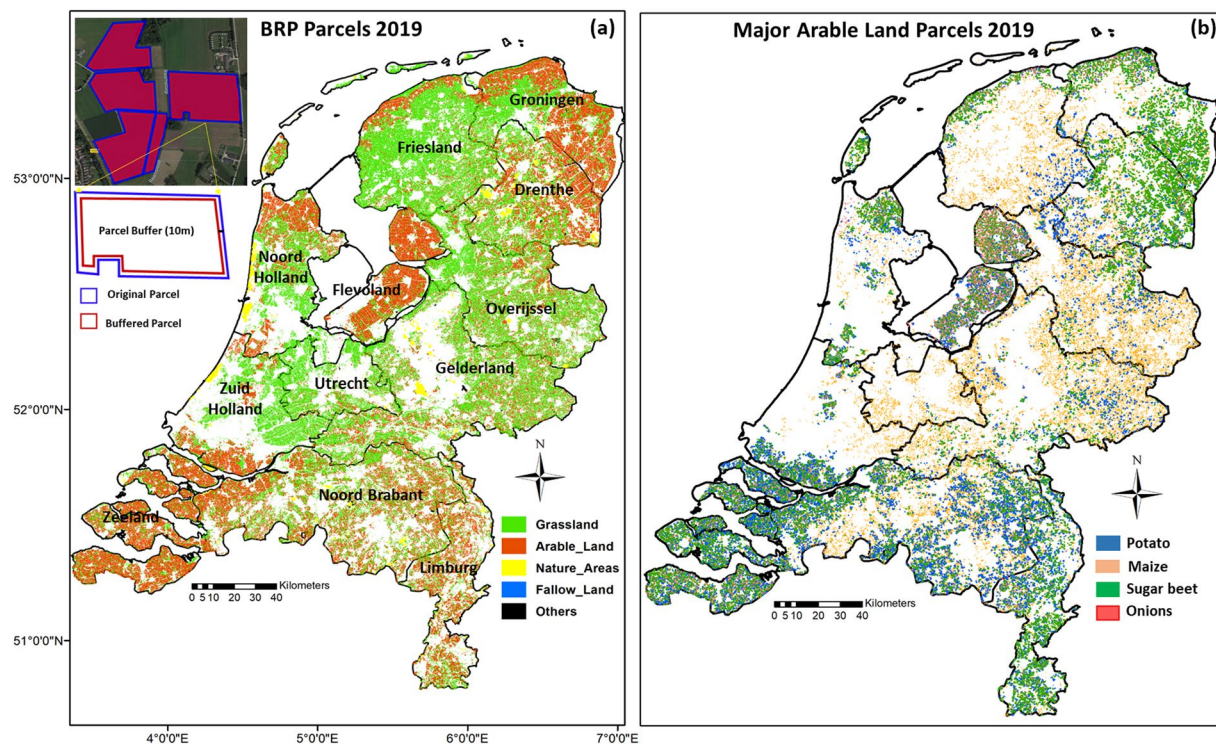 BRP Parcels 2019
(a)
Parcel Buffer (10m)
Original Parcel
Buffered Parcel
53°0'0"N
52°0'0"N
51°0'0"N
Groningen
Friesland
Drenthe
Noord
Holland
Flevoland
Overijssel
Gelderland
Utrecht
Zuid
Holland
Noord Brabant
Zeeland
Limburg
N
Grassland
Arable_Land
Nature_Areas
Fallow_Land
Others
Kilometers
0 5 10 20 30 40
4°0'0"E
5°0'0"E
6°0'0"E
7°0'0"E
Major Arable Land Parcels 2019
(b)
N
Potato
Maize
Sugar beet
Onions
Kilometers
0 5 10 20 30 40